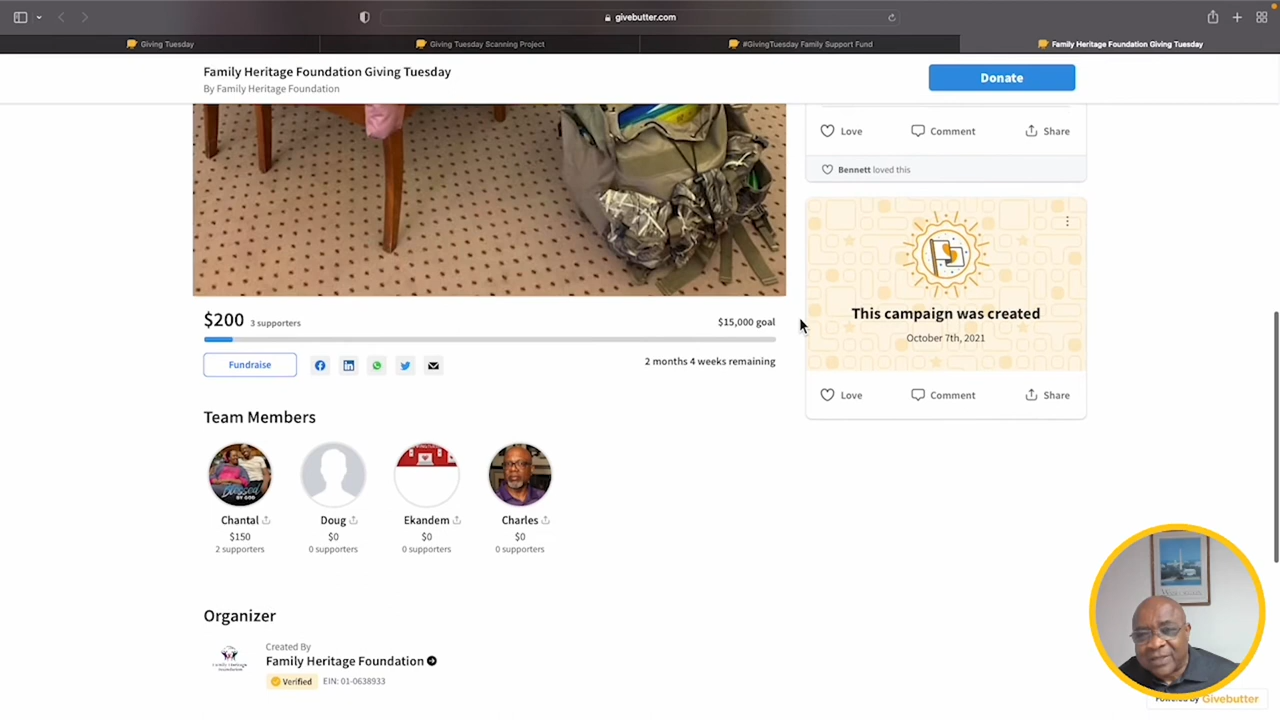 givebutter.com
Giving Tuesday
Giving Tuesday Scanning Project
#GivingTuesday Family Support Fund
Family Heritage Foundation Giving Tuesday
Family Heritage Foundation Giving Tuesday
By Family Heritage Foundation
Donate
Love Comment Share
Bennett loved this
This campaign was created
October 7th, 2021
Love Comment Share
$200 3 supporters
$15,000 goal
Fundraise
2 months 4 weeks remaining
Team Members
BY GOD
Chantal Doug Ekandem Charles
$150 $0 $0 $0
2 supporters 0 supporters 0 supporters 0 supporters
Organizer
Created By
Family Heritage Foundation
Verified EIN: 01-0638933
Powered by Givebutter